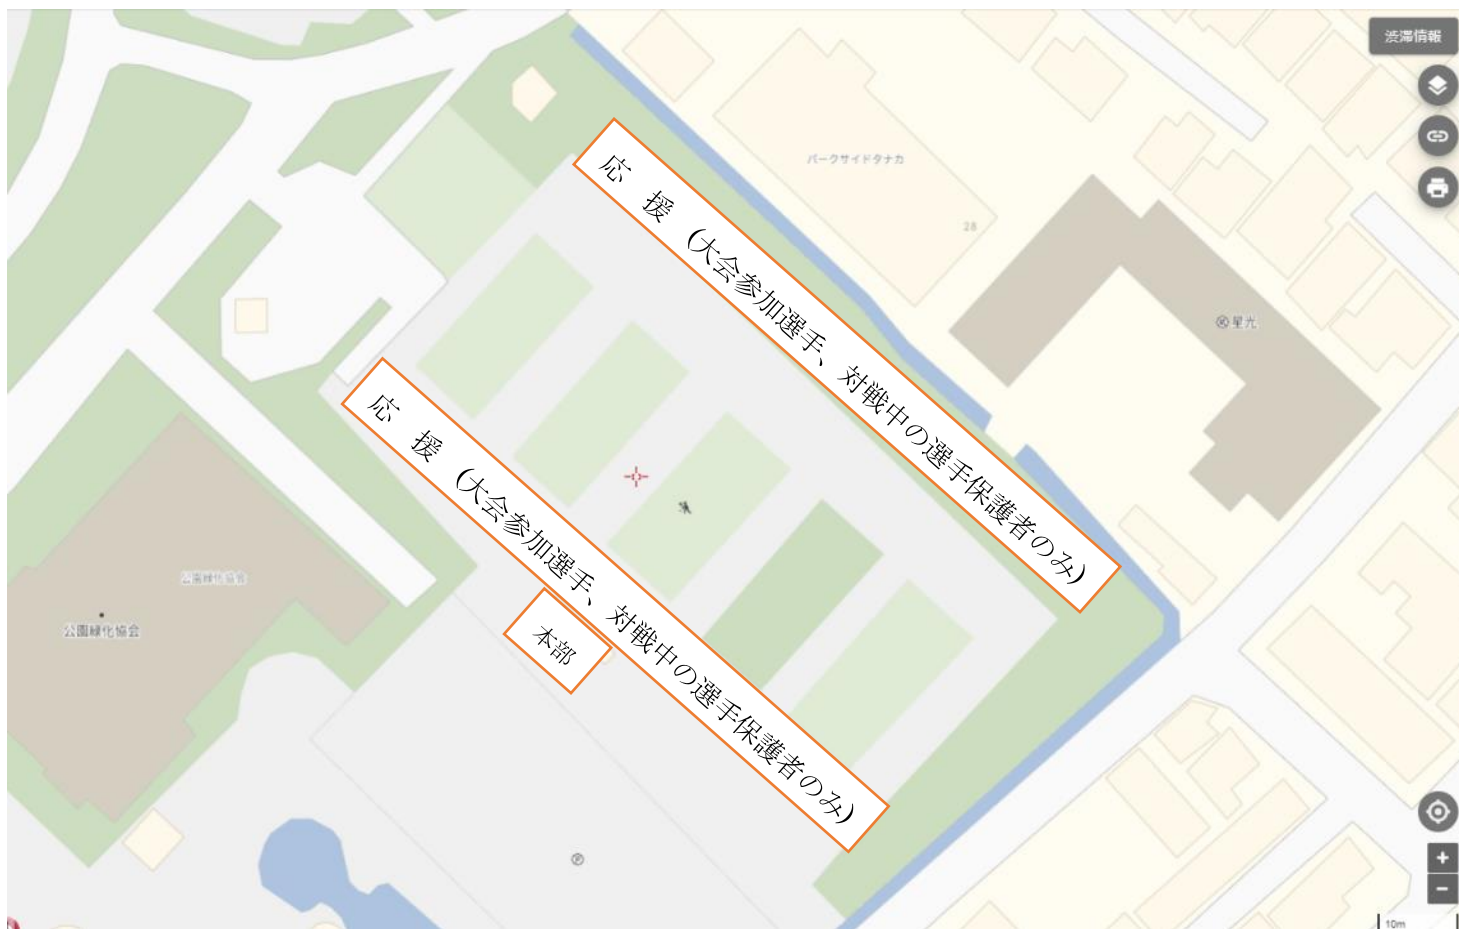 渋滞情報
パークサイドタナカ
28
星光
応　援　(大会参加選手、対戦中の選手保護者のみ)
応　援　(大会参加選手、対戦中の選手保護者のみ)
本部
公園緑化協会
公園緑化協会
P
+
-
10m